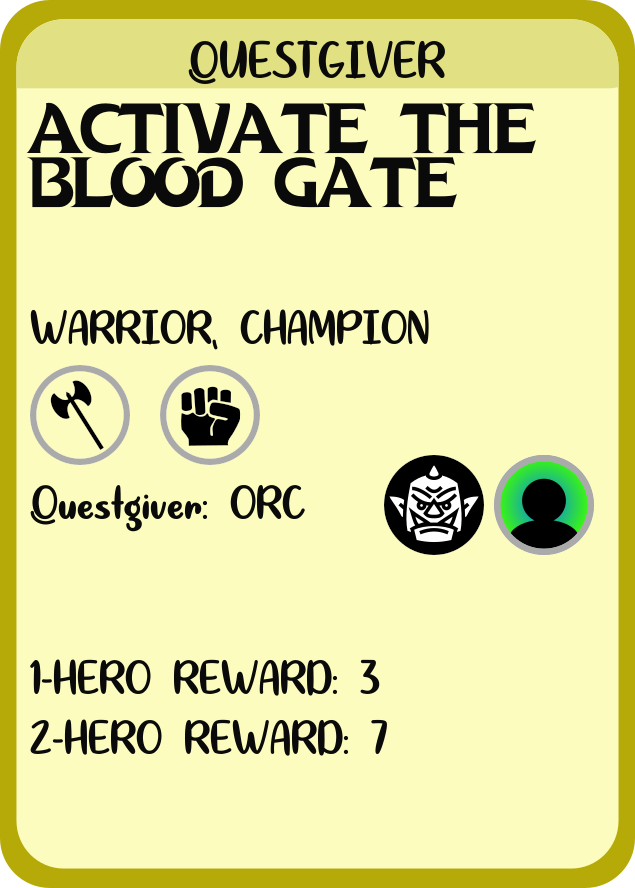 QUESTGIVER
ACTIVATE THE
BLOOD GATE
WARRIOR, CHAMPION
Questgiver: ORC
1-HERO REWARD: 3
2-HERO REWARD: 7